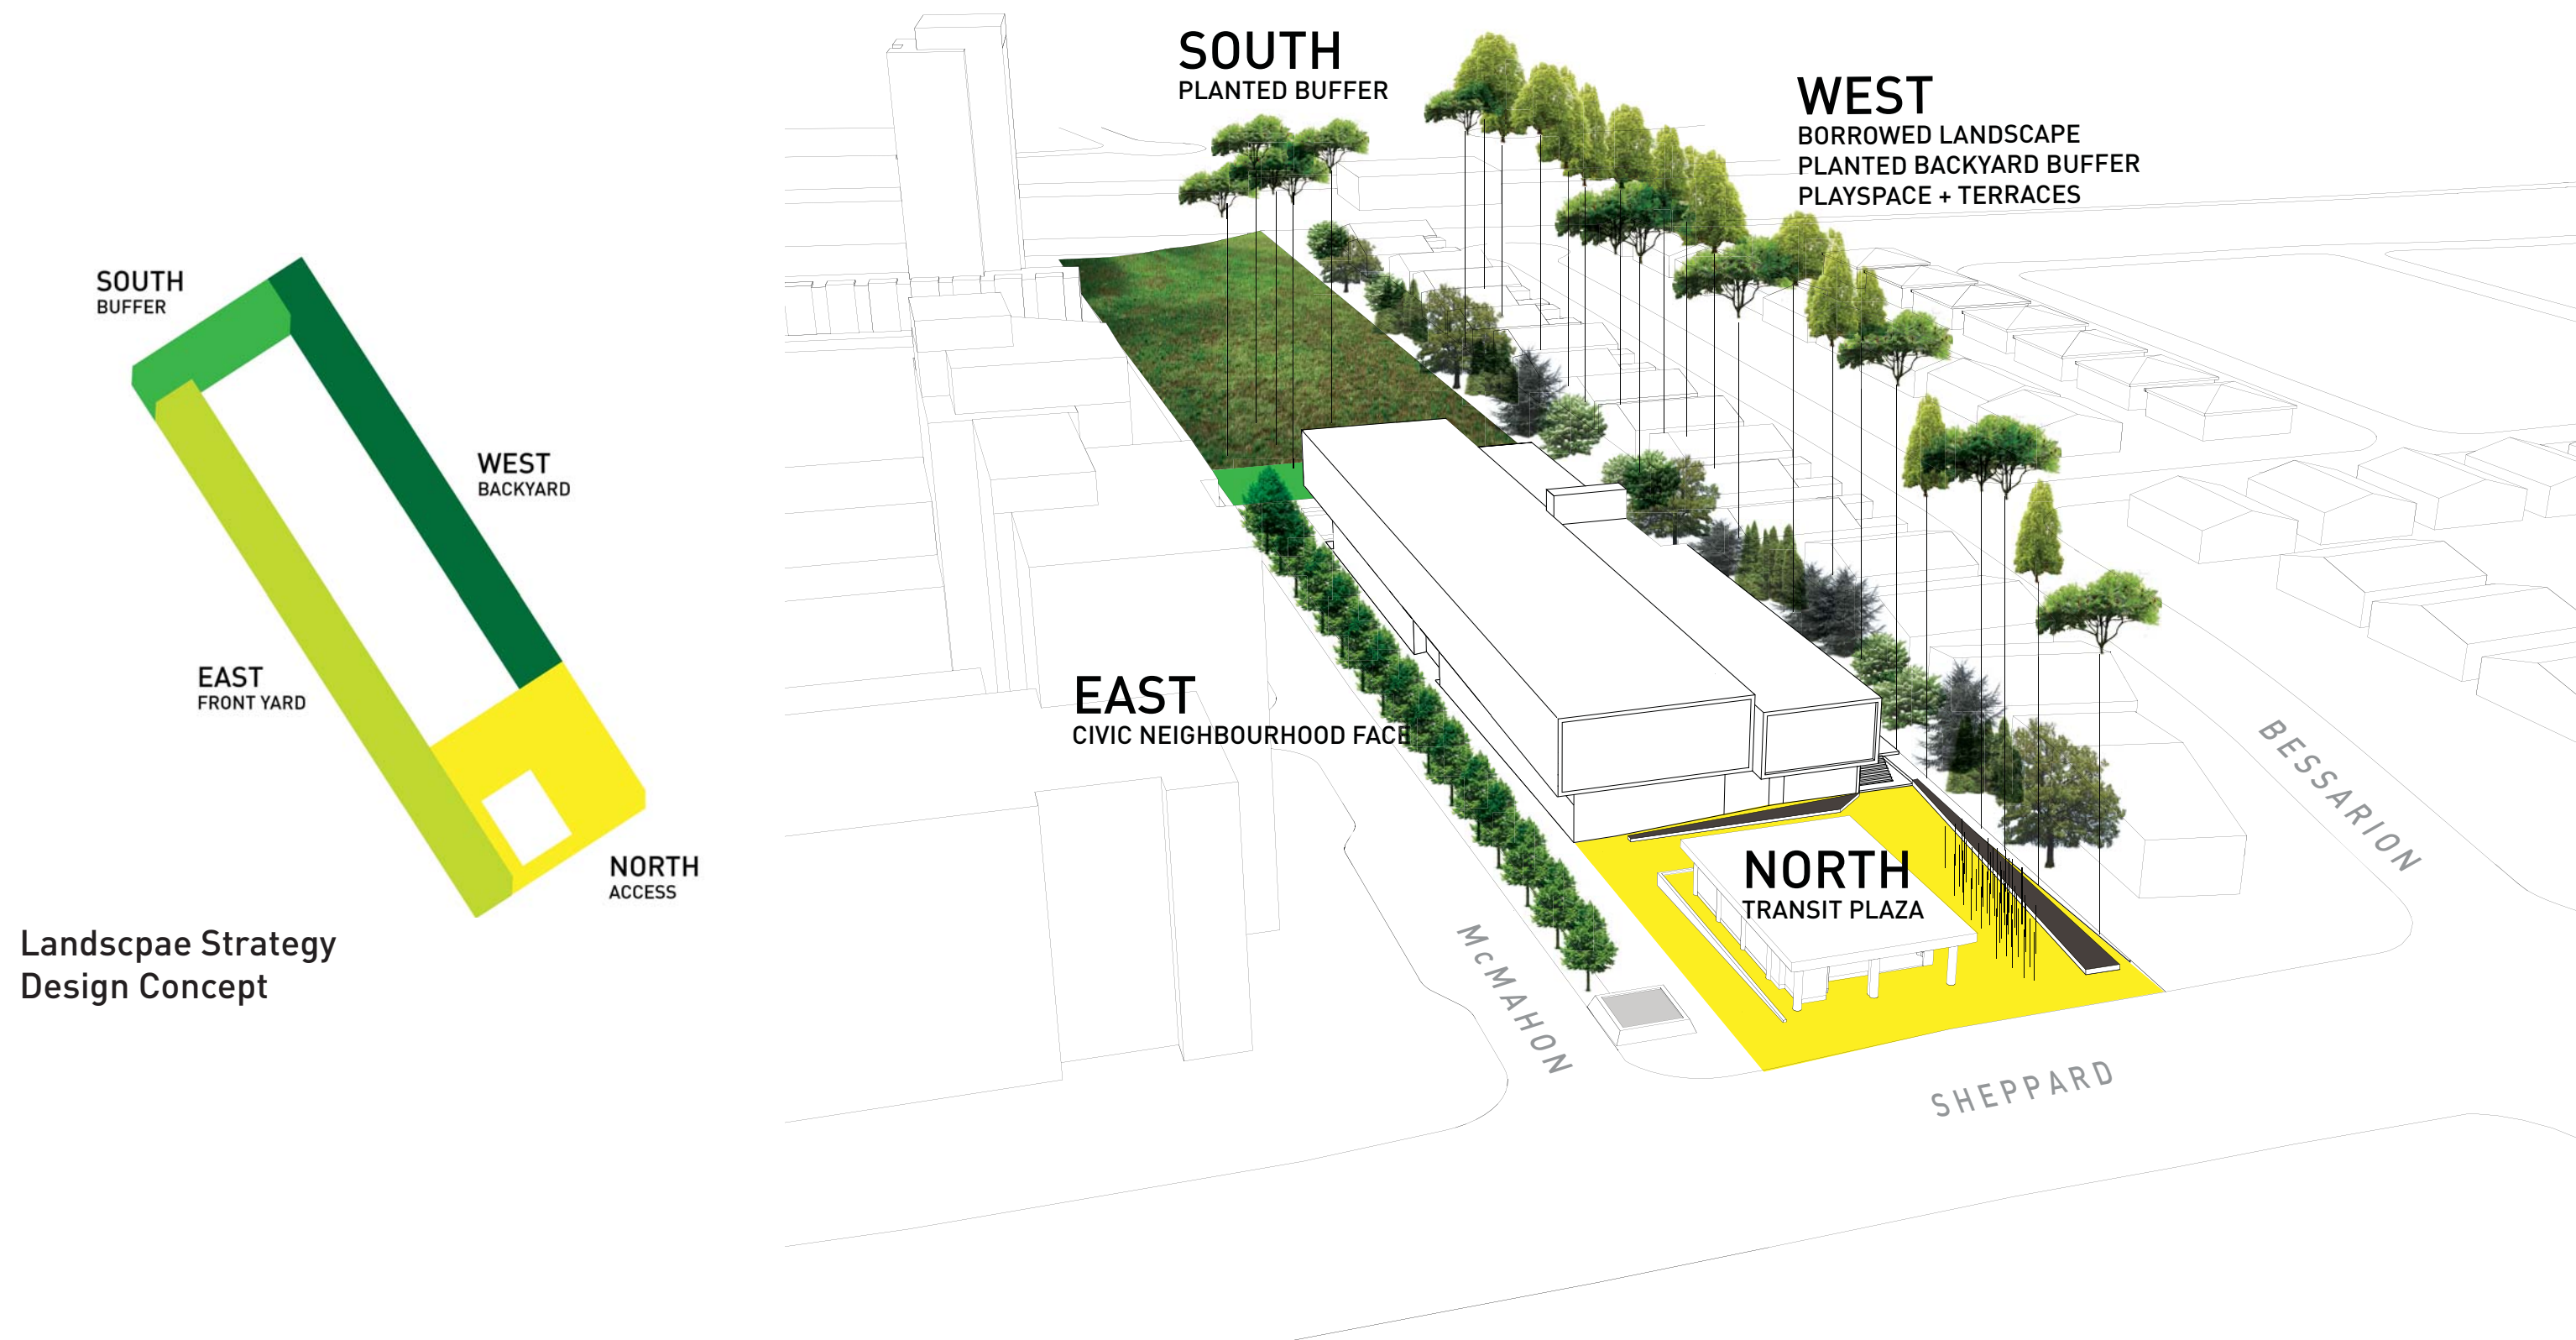 SOUTH
BUFFER
WEST
BACKYARD
EAST
FRONT YARD
NORTH
ACCESS
Landscpae Strategy
Design Concept
SOUTH
PLANTED BUFFER
WEST
BORROWED LANDSCAPE
PLANTED BACKYARD BUFFER
PLAYSPACE + TERRACES
EAST
CIVIC NEIGHBOURHOOD FACE
NORTH
TRANSIT PLAZA
BESSARION
McMAHON
SHEPPARD